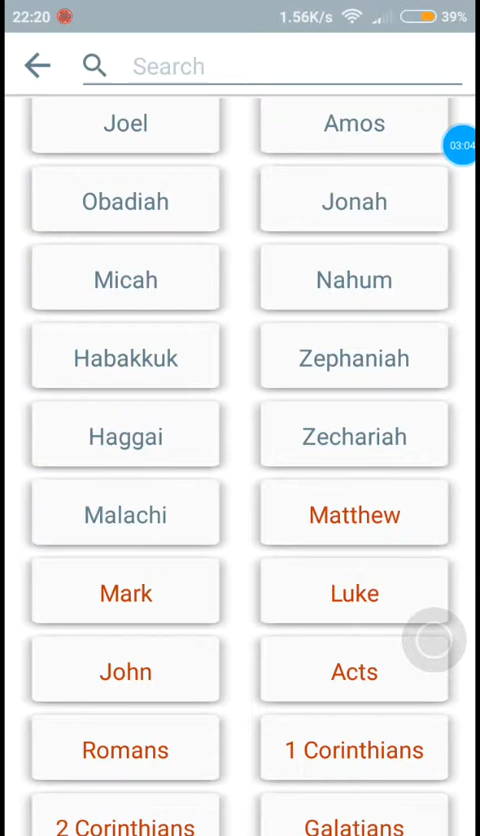 22:20 1.56K/s 39%
Search
Joel Amos
03:04
Obadiah Jonah
Micah Nahum
Habakkuk Zephaniah
Haggai Zechariah
Malachi Matthew
Mark Luke
John Acts
Romans 1 Corinthians
2 Corinthians Galatians